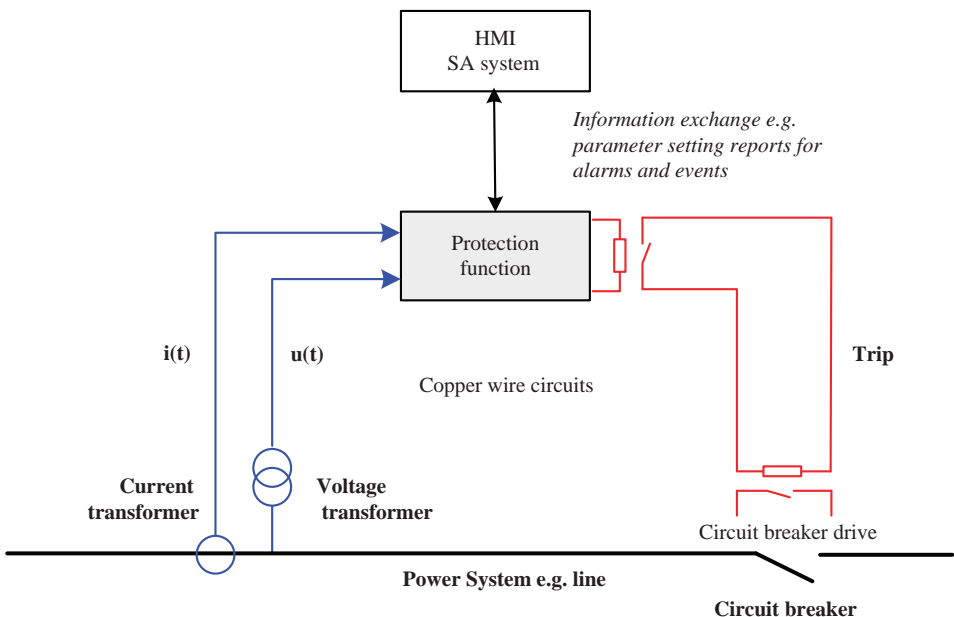 HMI
SA system
Information exchange e.g.
parameter setting reports for
alarms and events
Protection
function
i(t)
u(t)
Trip
Copper wire circuits
Current
transformer
Voltage
transformer
Circuit breaker drive
Power System e.g. line
Circuit breaker